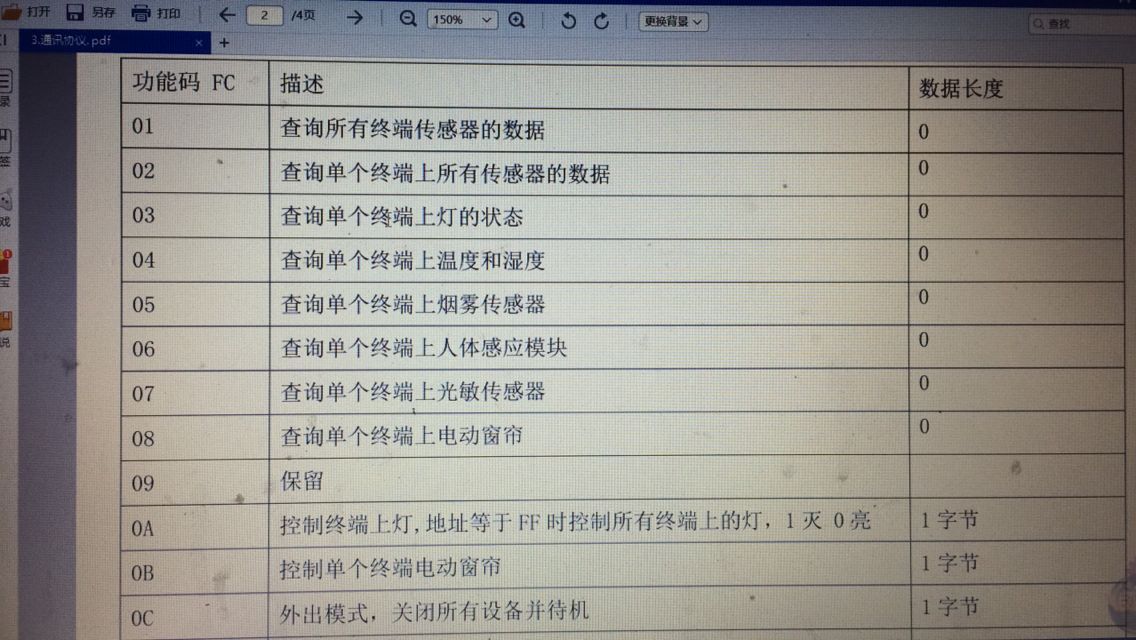 打开 另存 打印 2 /4页 150% 更换背景 查找
3.通讯协议.pdf × +
功能码 FC 描述 数据长度
01 查询所有终端传感器的数据 0
02 查询单个终端上所有传感器的数据 0
03 查询单个终端上灯的状态 0
04 查询单个终端上温度和湿度 0
05 查询单个终端上烟雾传感器 0
06 查询单个终端上人体感应模块 0
07 查询单个终端上光敏传感器 0
08 查询单个终端上电动窗帘 0
09 保留
0A 控制终端上灯,地址等于 FF 时控制所有终端上的灯，1 灭 0 亮 1 字节
0B 控制单个终端电动窗帘 1 字节
0C 外出模式，关闭所有设备并待机 1 字节
录
签
戏
1
宝
说